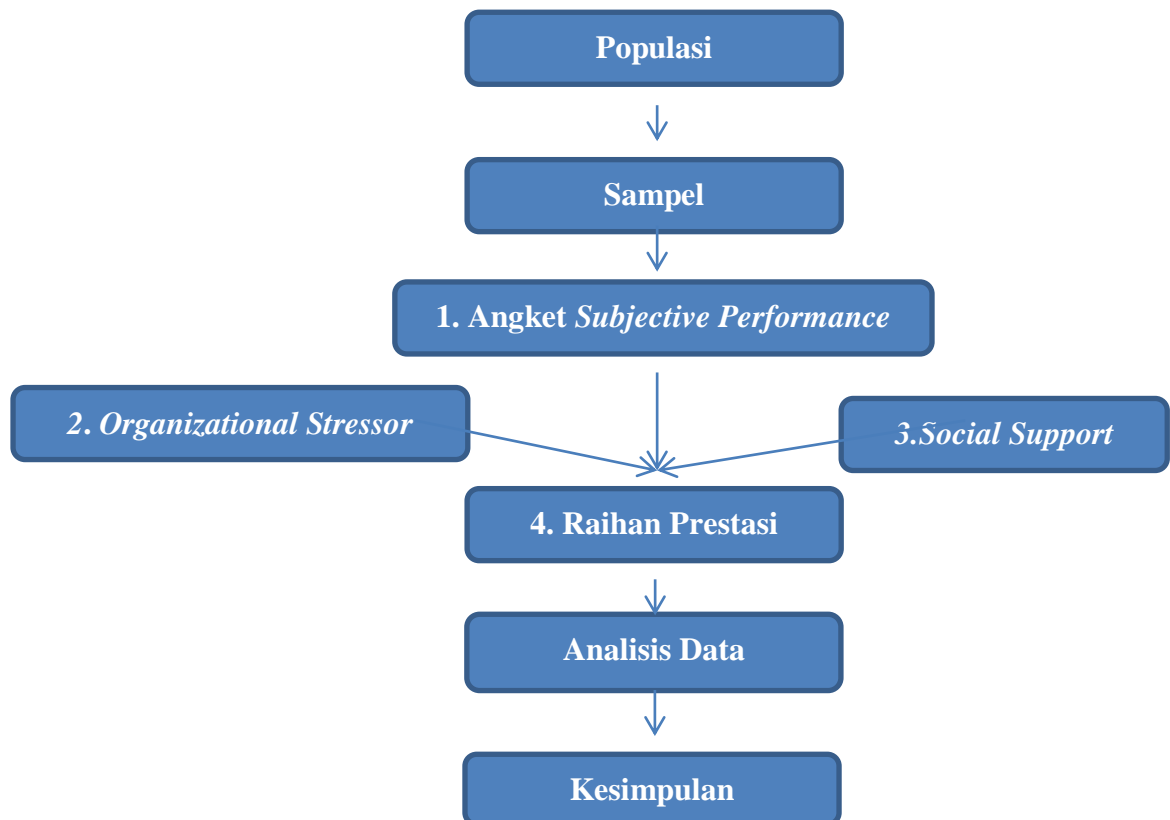 Populasi
Sampel
1. Angket Subjective Performance
2. Organizational Stressor
3.Social Support
4. Raihan Prestasi
Analisis Data
Kesimpulan